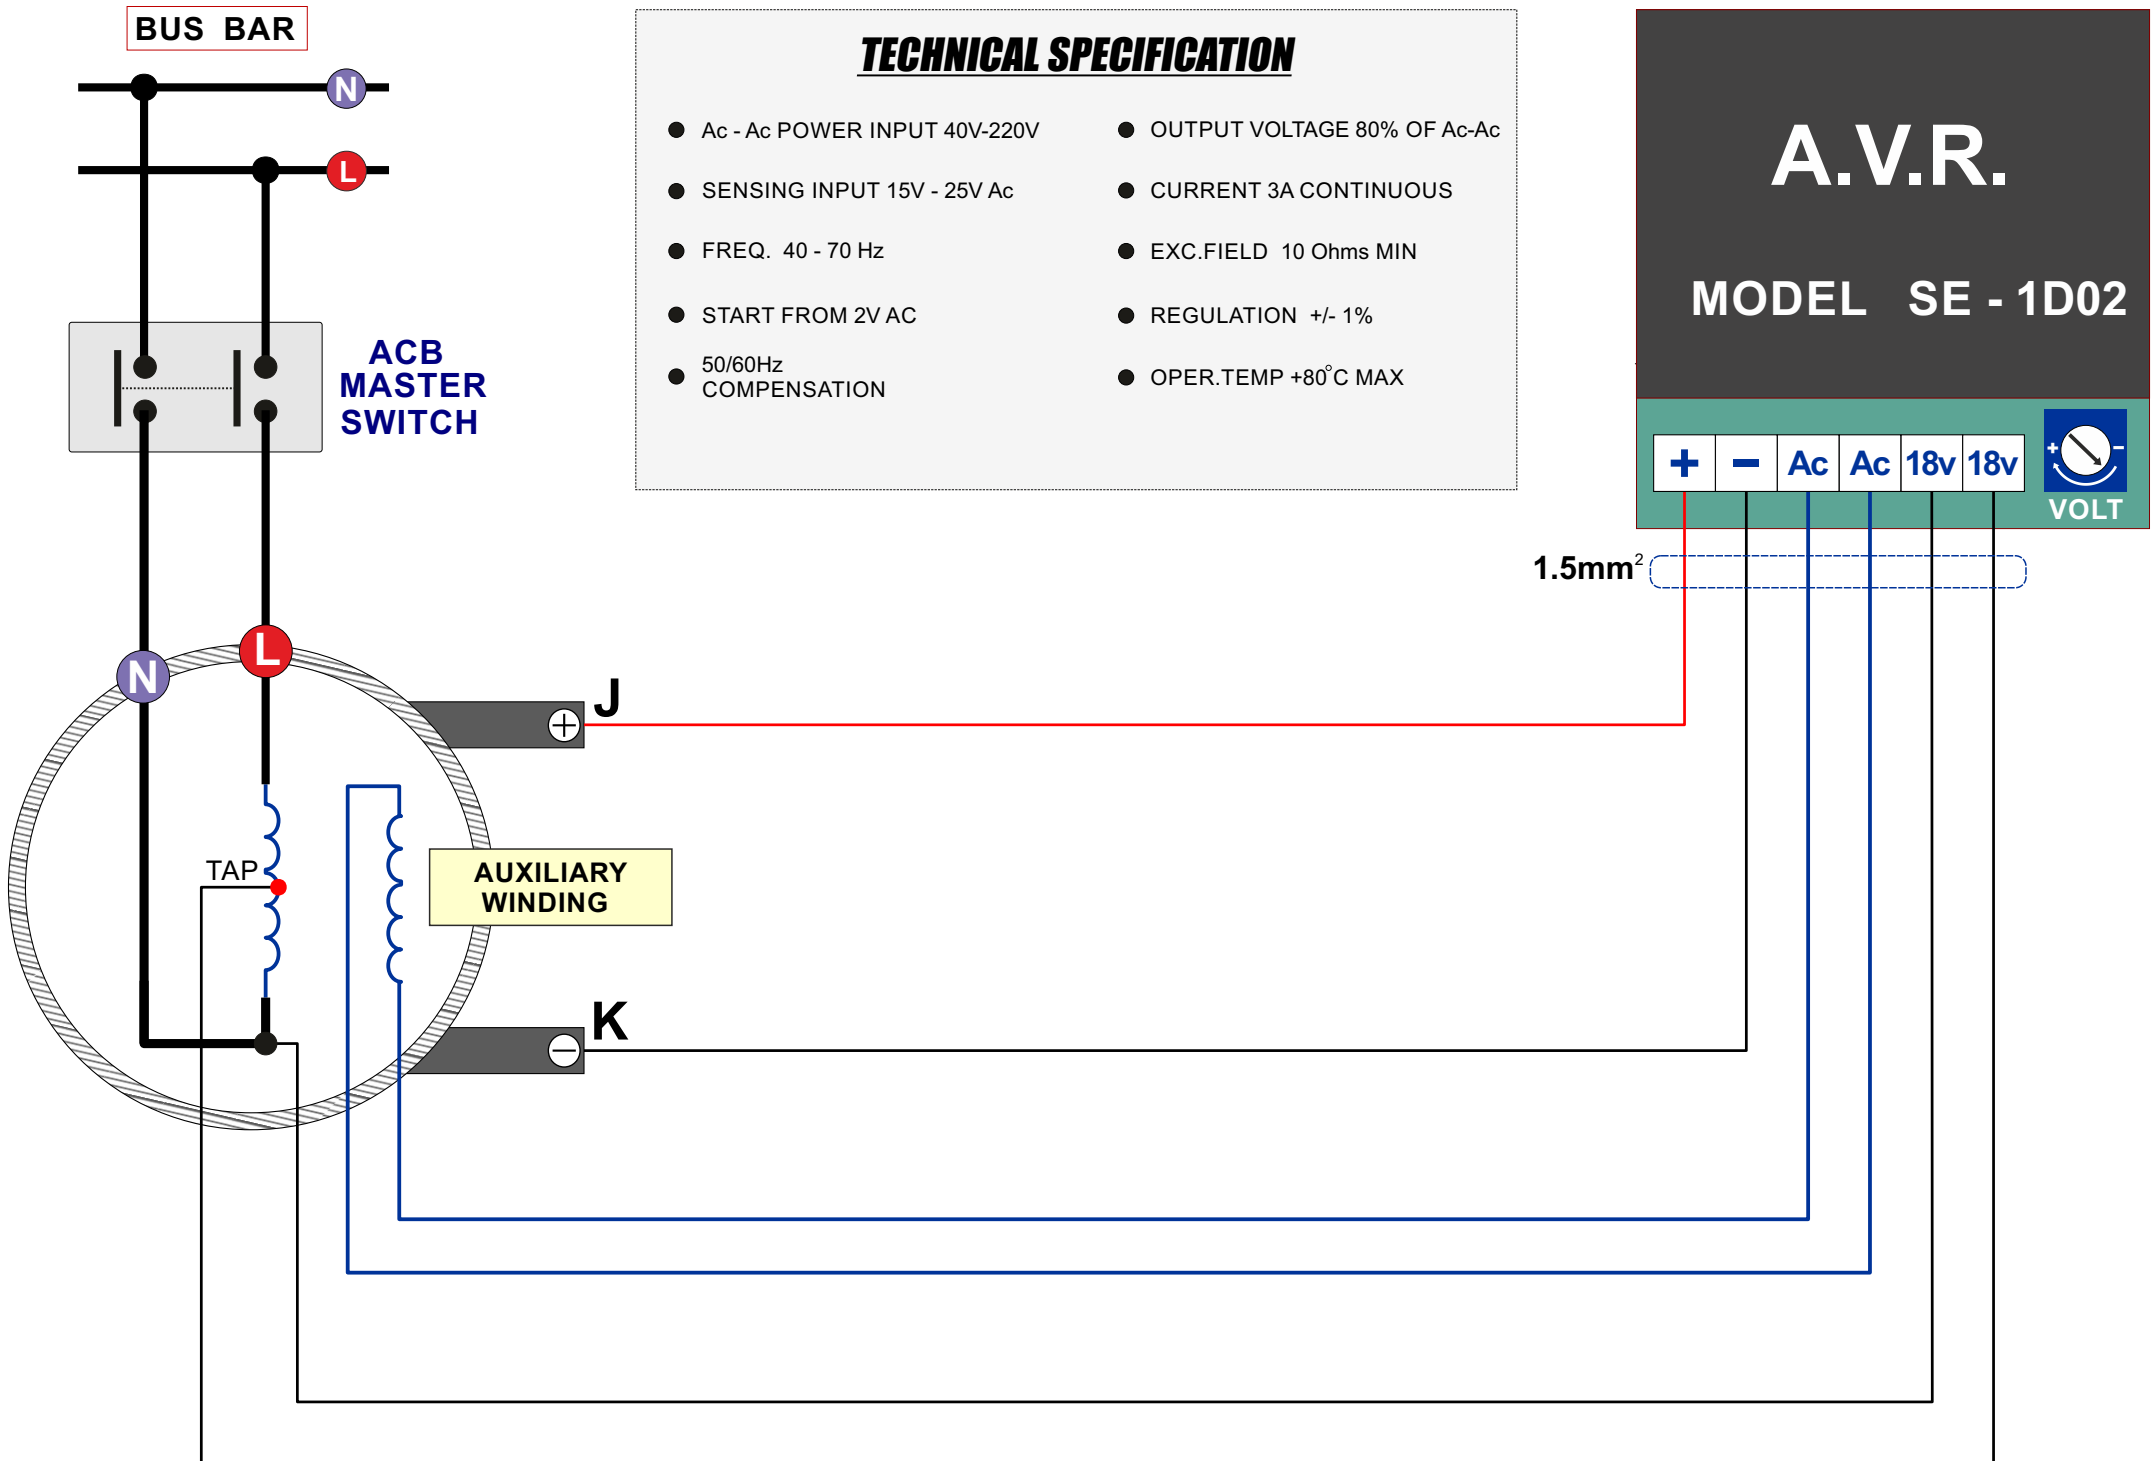 BUS BAR
N
L
ACB
MASTER
SWITCH
TECHNICAL SPECIFICATION
Ac - Ac POWER INPUT 40V-220V
SENSING INPUT 15V - 25V Ac
FREQ. 40 - 70 Hz
START FROM 2V AC
50/60Hz
COMPENSATION
OUTPUT VOLTAGE 80% OF Ac-Ac
CURRENT 3A CONTINUOUS
EXC.FIELD 10 Ohms MIN
REGULATION +/- 1%
OPER.TEMP +80°C MAX
A.V.R.
MODEL SE - 1D02
+ - Ac Ac 18v 18v
+ -
VOLT
1.5mm²
N
L
J
+
TAP
AUXILIARY
WINDING
K
-